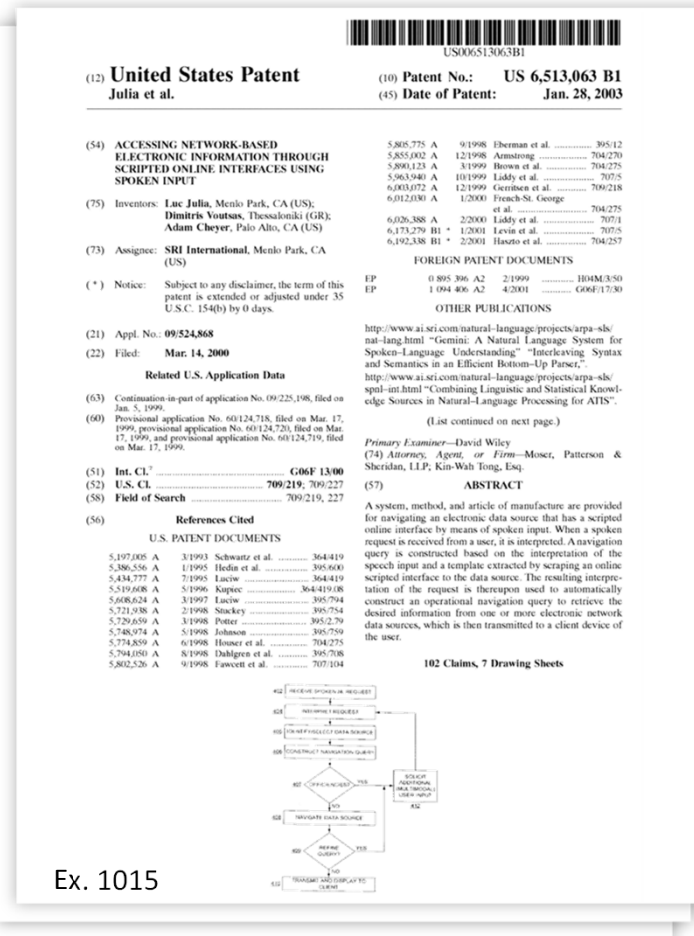 US006513063B1
(12) United States Patent
Julia et al.
(10) Patent No.: US 6,513,063 B1
(45) Date of Patent: Jan. 28, 2003
(54) ACCESSING NETWORK-BASED
ELECTRONIC INFORMATION THROUGH
SCRIPTED ONLINE INTERFACES USING
SPOKEN INPUT
(75) Inventors: Luc Julia, Menlo Park, CA (US);
Dimitris Voutsas, Thessaloniki (GR);
Adam Cheyer, Palo Alto, CA (US)
(73) Assignee: SRI International, Menlo Park, CA
(US)
(*) Notice: Subject to any disclaimer, the term of this
patent is extended or adjusted under 35
U.S.C. 154(b) by 0 days.
(21) Appl. No.: 09/524,868
(22) Filed: Mar. 14, 2000
Related U.S. Application Data
(63) Continuation-in-part of application No. 09/225,198, filed on
Jan. 5, 1999.
(60) Provisional application No. 60/124,718, filed on Mar. 17,
1999, provisional application No. 60/124,720, filed on Mar.
17, 1999, and provisional application No. 60/124,719, filed
on Mar. 17, 1999.
(51) Int. Cl.7 ........ G06F 13/00
(52) U.S. Cl. ........ 709/219; 709/227
(58) Field of Search ........ 709/219, 227
(56) References Cited
U.S. PATENT DOCUMENTS
5,197,005 A 3/1993 Schwartz et al. ........ 364/419
5,386,556 A 1/1995 Hedin et al. ........ 395/600
5,434,777 A 7/1995 Luciw ........ 364/419
5,519,608 A 5/1996 Kupiec ........ 364/419.08
5,608,624 A 3/1997 Luciw ........ 395/794
5,721,938 A 2/1998 Stuckey ........ 395/754
5,729,659 A 3/1998 Potter ........ 395/2.79
5,748,974 A 5/1998 Johnson ........ 395/759
5,774,859 A 6/1998 Houser et al. ........ 704/275
5,794,050 A 8/1998 Dahlgren et al. ........ 395/708
5,802,526 A 9/1998 Fawcett et al. ........ 707/104
5,805,775 A 9/1998 Eberman et al. ........ 395/12
5,855,002 A 12/1998 Armstrong ........ 704/270
5,890,123 A 3/1999 Brown et al. ........ 704/275
5,963,940 A 10/1999 Liddy et al. ........ 707/5
6,003,072 A 12/1999 Gerritsen et al. ........ 709/218
6,012,030 A 1/2000 French-St. George
et al. ........ 704/275
6,026,388 A 2/2000 Liddy et al. ........ 707/1
6,173,279 B1 * 1/2001 Levin et al. ........ 707/5
6,192,338 B1 * 2/2001 Haszto et al. ........ 704/257
FOREIGN PATENT DOCUMENTS
EP 0 895 396 A2 2/1999 ........ H04M/3/50
EP 1 094 406 A2 4/2001 ........ G06F/17/30
OTHER PUBLICATIONS
http://www.ai.sri.com/natural-language/projects/arpa-sls/
nat-lang.html "Gemini: A Natural Language System for
Spoken-Language Understanding" "Interleaving Syntax
and Semantics in an Efficient Bottom-Up Parser,".
http://www.ai.sri.com/natural-language/projects/arpa-sls/
spnl-int.html "Combining Linguistic and Statistical Knowl-
edge Sources in Natural-Language Processing for ATIS".
(List continued on next page.)
Primary Examiner—David Wiley
(74) Attorney, Agent, or Firm—Moser, Patterson &
Sheridan, LLP; Kin-Wah Tong, Esq.
(57) ABSTRACT
A system, method, and article of manufacture are provided
for navigating an electronic data source that has a scripted
online interface by means of spoken input. When a spoken
request is received from a user, it is interpreted. A navigation
query is constructed based on the interpretation of the
speech input and a template extracted by scraping an online
scripted interface to the data source. The resulting interpre-
tation of the request is thereupon used to automatically
construct an operational navigation query to retrieve the
desired information from one or more electronic network
data sources, which is then transmitted to a client device of
the user.
102 Claims, 7 Drawing Sheets
RECEIVE SPOKEN NL REQUEST
INTERPRET REQUEST
IDENTIFY/SELECT DATA SOURCE
CONSTRUCT NAVIGATION QUERY
YES
SOLICIT
ADDITIONAL
(MULTIMODAL)
USER INPUT
NO
NAVIGATE DATA SOURCE
REFINE
QUERY?
YES
NO
TRANSMIT AND DISPLAY TO
CLIENT
Ex. 1015